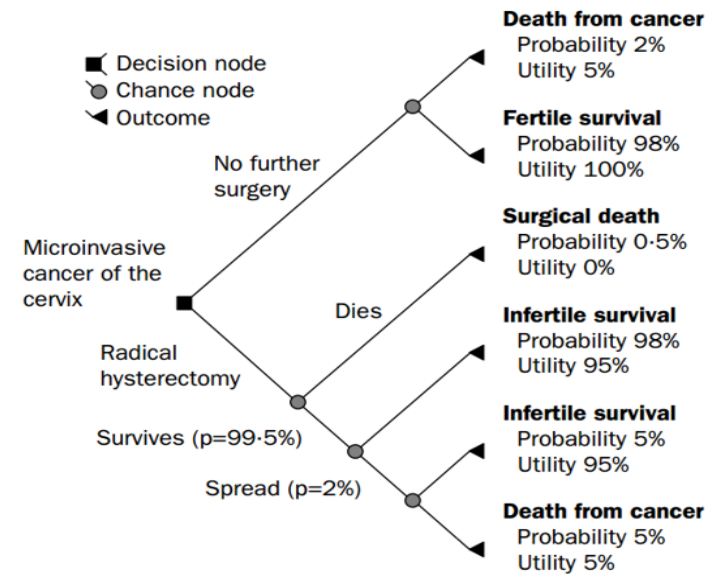 Decision node
Chance node
Outcome
Death from cancer
Probability 2%
Utility 5%
Fertile survival
Probability 98%
Utility 100%
No further
surgery
Surgical death
Probability 0·5%
Utility 0%
Microinvasive
cancer of the
cervix
Dies
Infertile survival
Probability 98%
Utility 95%
Radical
hysterectomy
Survives (p=99·5%)
Infertile survival
Probability 5%
Utility 95%
Spread (p=2%)
Death from cancer
Probability 5%
Utility 5%